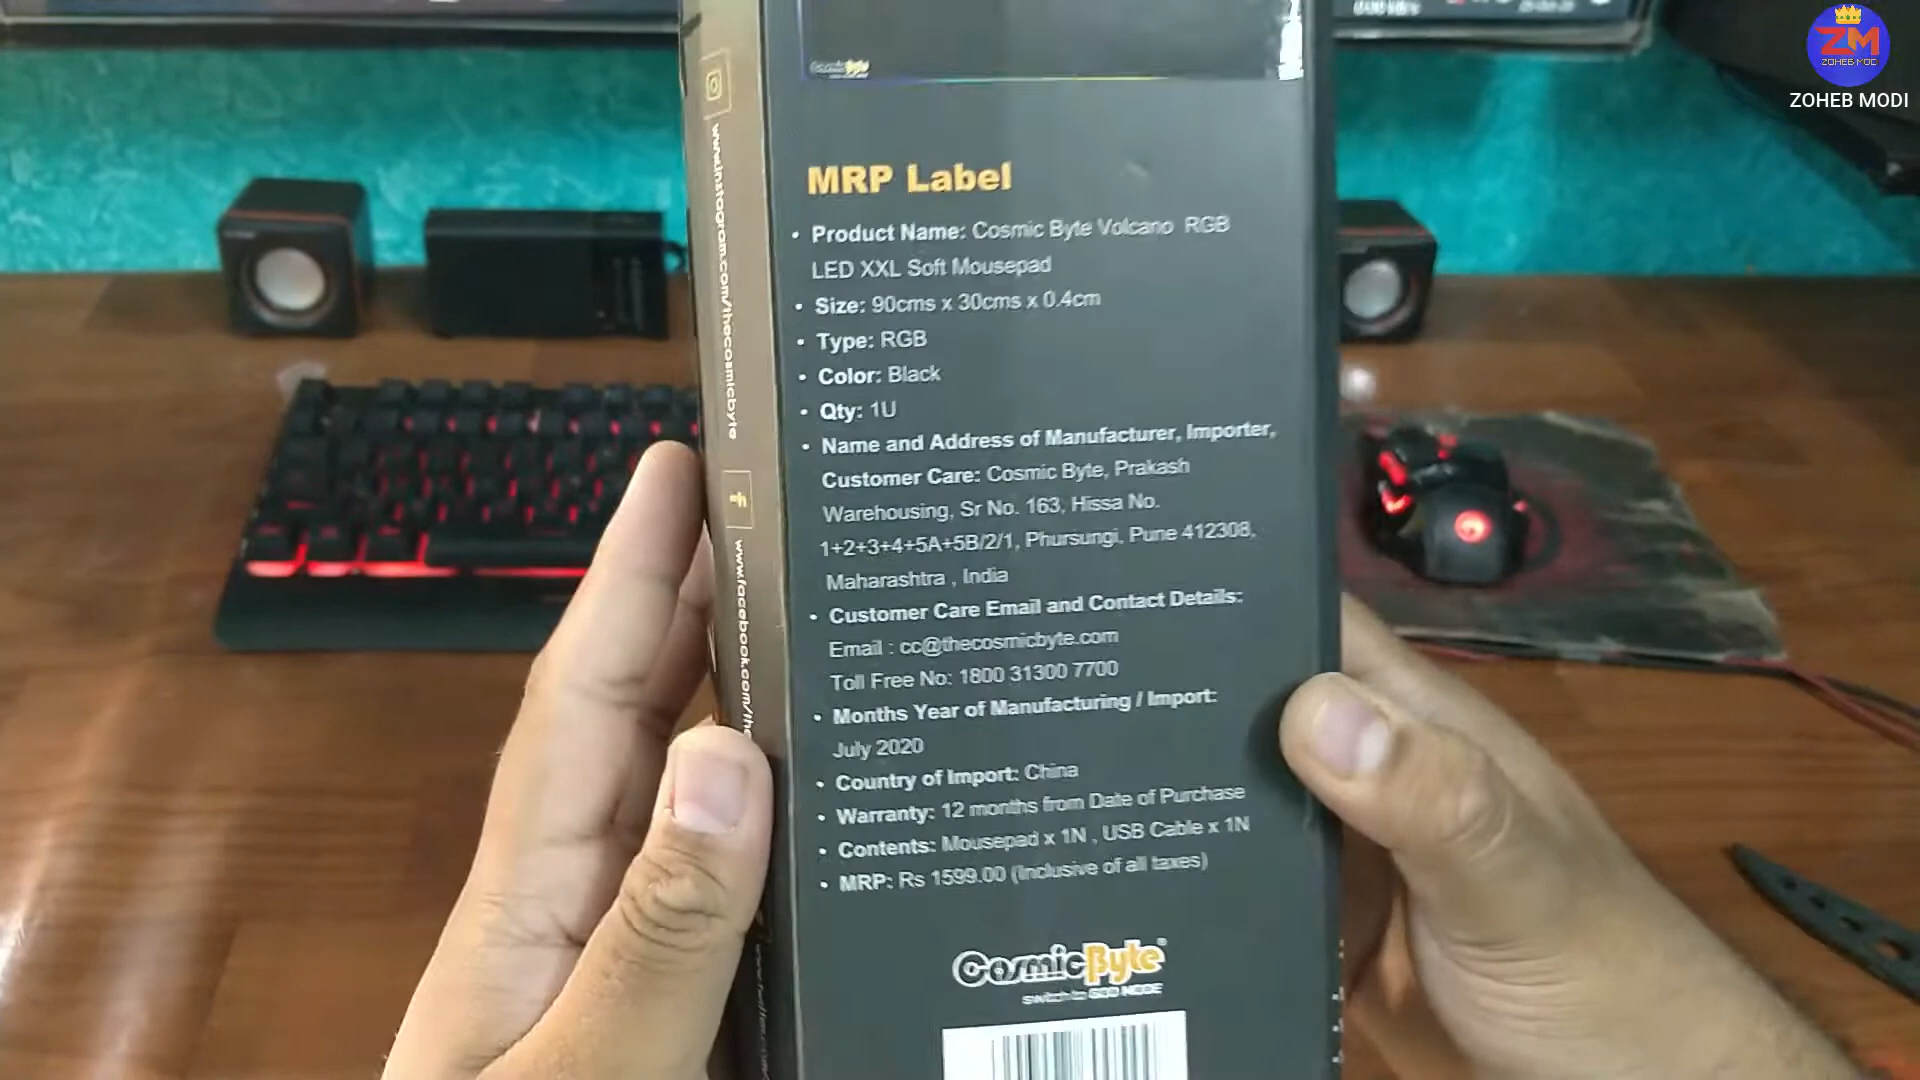 ZM
ZOHEB MODI
CosmicByte
www.instagram.com/thecosmicbyte
MRP Label
• Product Name: Cosmic Byte Volcano RGB
LED XXL Soft Mousepad
• Size: 90cms x 30cms x 0.4cm
• Type: RGB
• Color: Black
• Qty: 1U
• Name and Address of Manufacturer, Importer,
Customer Care: Cosmic Byte, Prakash
Warehousing, Sr No. 163, Hissa No.
1+2+3+4+5A+5B/2/1, Phursungi, Pune 412308,
Maharashtra , India
• Customer Care Email and Contact Details:
Email : cc@thecosmicbyte.com
Toll Free No: 1800 31300 7700
• Months Year of Manufacturing / Import:
July 2020
• Country of Import: China
• Warranty: 12 months from Date of Purchase
• Contents: Mousepad x 1N , USB Cable x 1N
• MRP: Rs 1599.00 (Inclusive of all taxes)
www.facebook.com/the
CosmicByte®
switch to GOD MODE